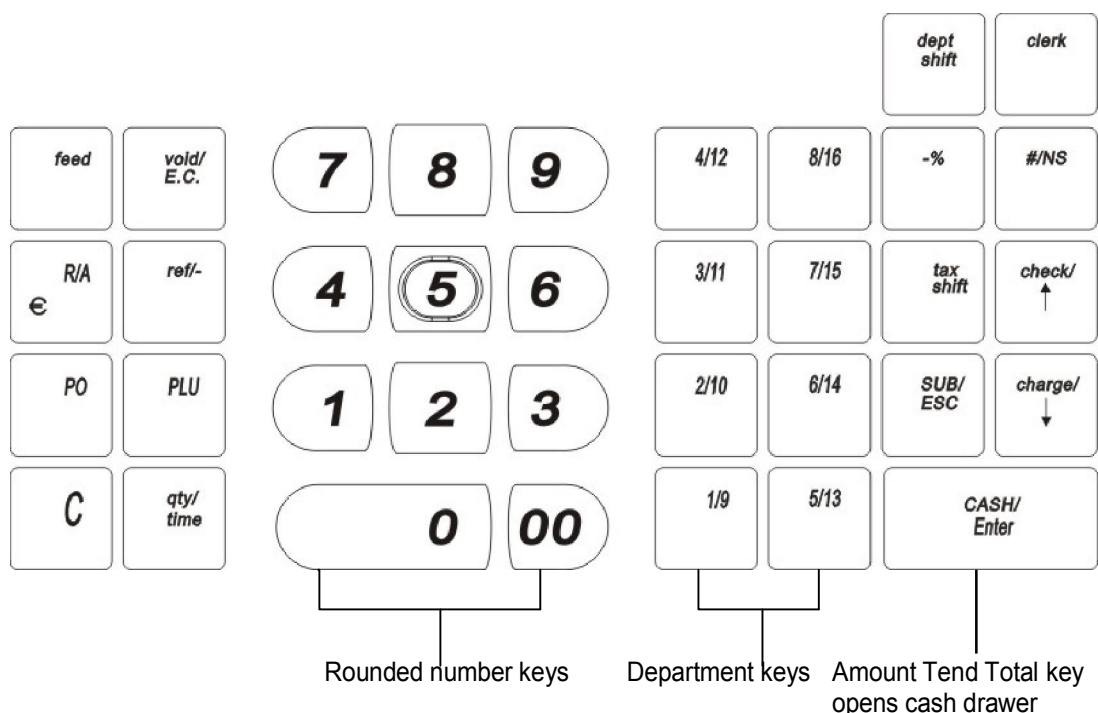 dept
shift
clerk
feed
void/
E.C.
7
8
9
4/12
8/16
-%
#/NS
R/A
€
ref/-
4
5
6
3/11
7/15
tax
shift
check/
↑
PO
PLU
1
2
3
2/10
6/14
SUB/
ESC
charge/
↓
C
qty/
time
0
00
1/9
5/13
CASH/
Enter
Rounded number keys
Department keys
Amount Tend Total key
opens cash drawer